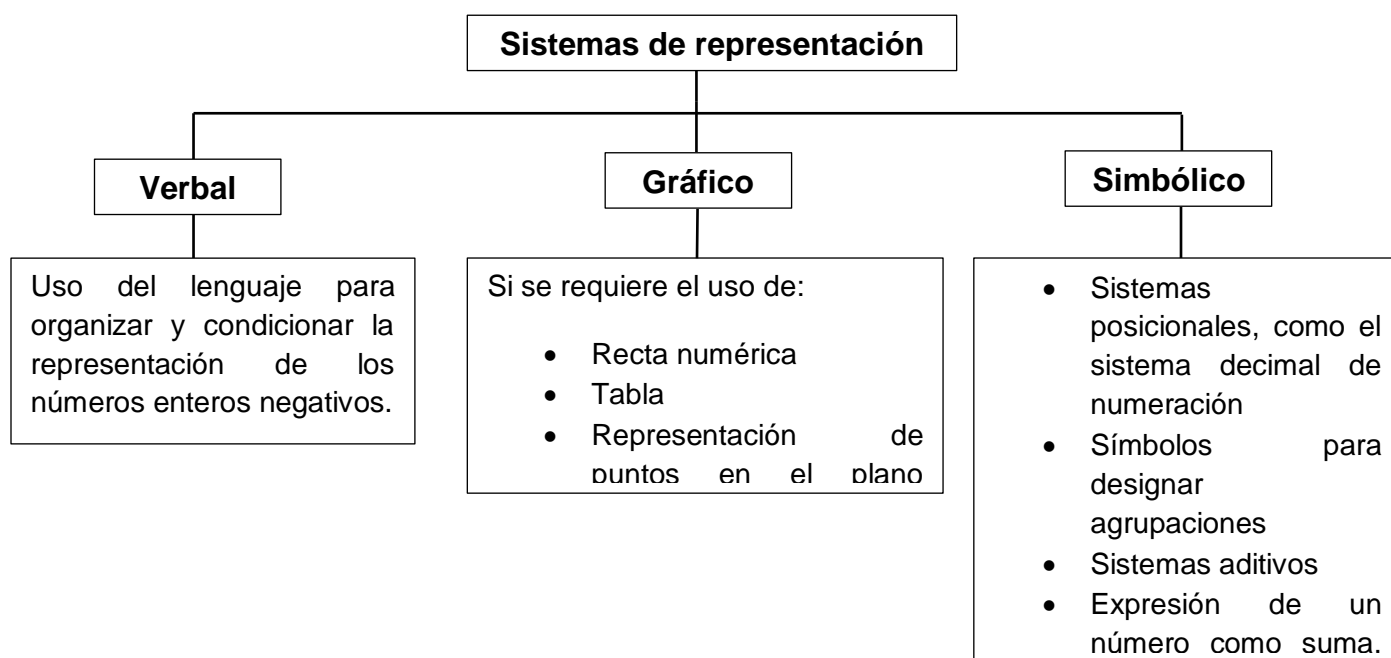 Sistemas de representación
Verbal
Gráfico
Simbólico
Uso del lenguaje para
organizar y condicionar la
representación de los
números enteros negativos.
Si se requiere el uso de:
• Recta numérica
• Tabla
• Representación de
puntos en el plano
• Sistemas
posicionales, como el
sistema decimal de
numeración
• Símbolos para
designar
agrupaciones
• Sistemas aditivos
• Expresión de un
número como suma.